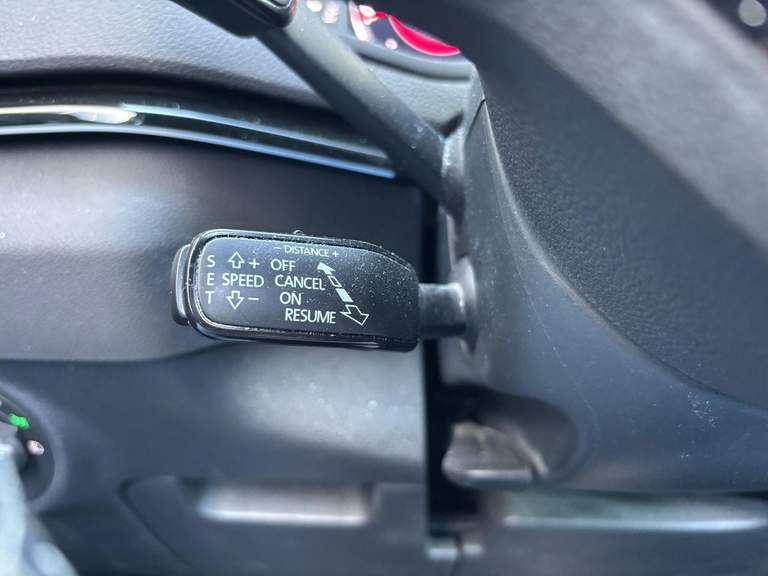 − DISTANCE +
S + OFF
E SPEED CANCEL
T − ON
RESUME